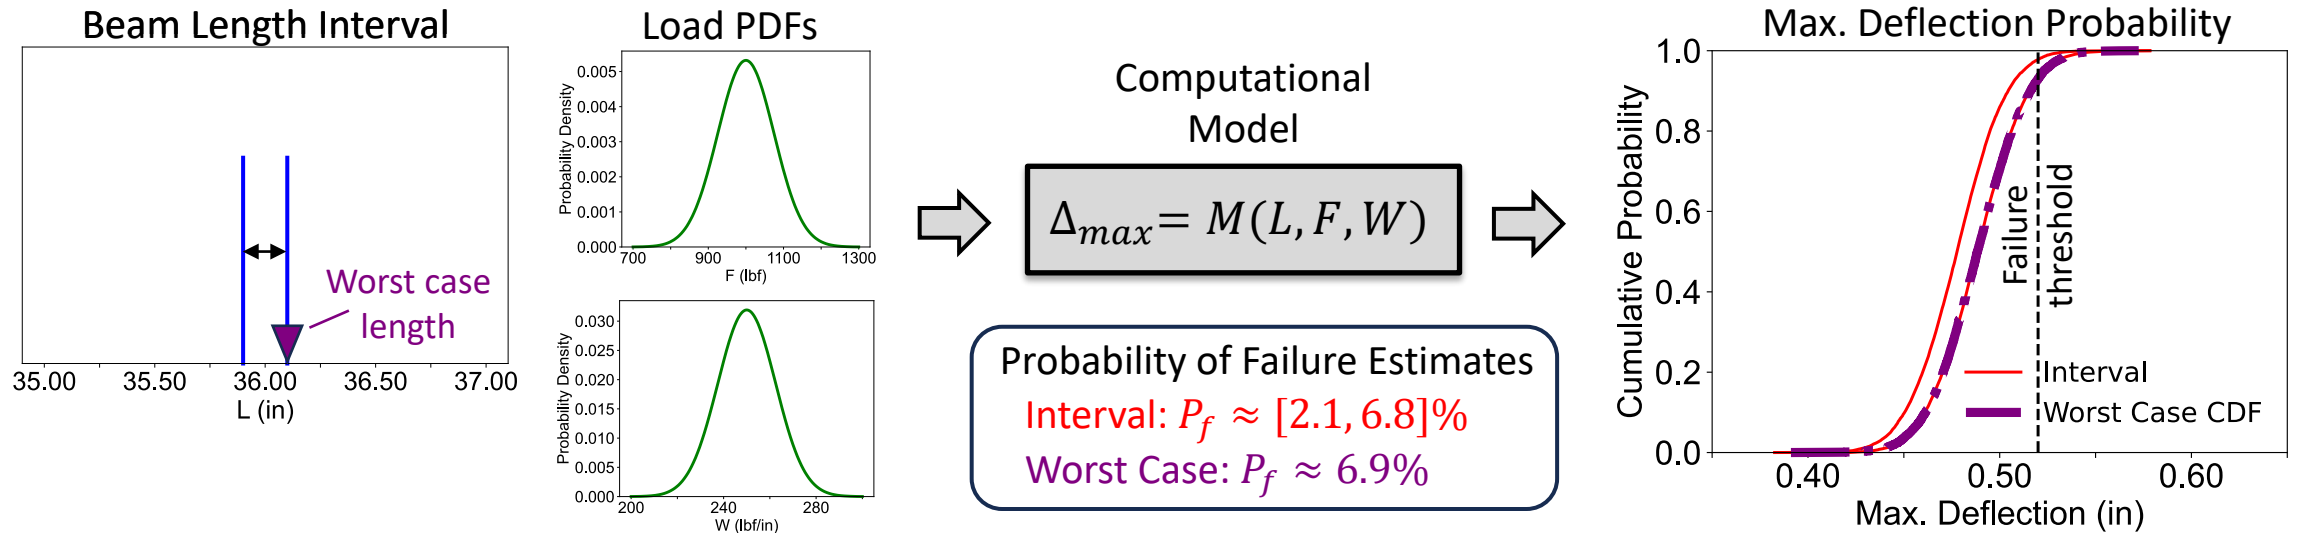 Beam Length Interval
Worst case
length
35.00 35.50 36.00 36.50 37.00
L (in)
Load PDFs
Probability Density
0.005
0.004
0.003
0.002
0.001
0.000
700 900 1100 1300
F (lbf)
Probability Density
0.030
0.025
0.020
0.015
0.010
0.005
0.000
200 240 280
W (lbf/in)
Computational
Model
Δmax= M(L, F, W)
Probability of Failure Estimates
Interval: Pf ≈ [2.1, 6.8]%
Worst Case: Pf ≈ 6.9%
Max. Deflection Probability
Cumulative Probability
1.0
0.8
0.6
0.4
0.2
0.0
Failure
threshold
Interval
Worst Case CDF
0.40 0.50 0.60
Max. Deflection (in)